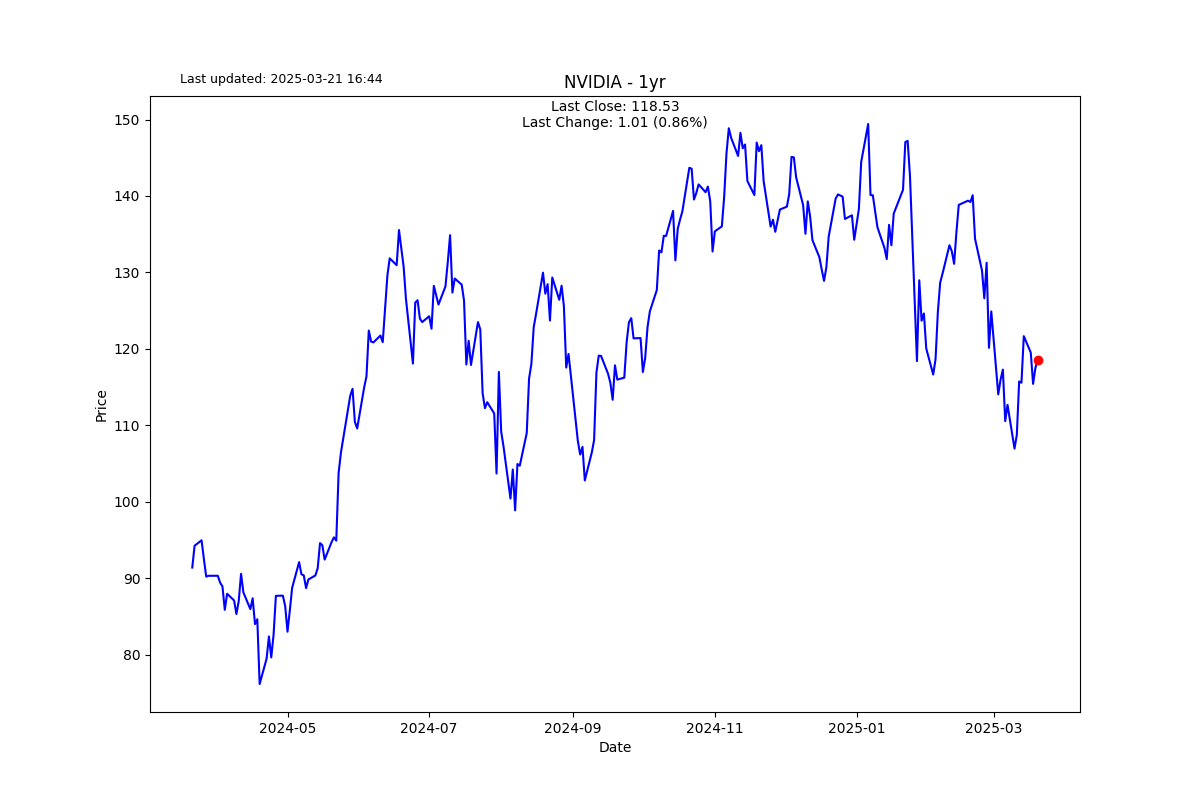 Last updated: 2025-03-21 16:44
NVIDIA - 1yr
Last Close: 118.53
Last Change: 1.01 (0.86%)
150
140
130
120
110
100
90
80
Price
2024-05
2024-07
2024-09
2024-11
2025-01
2025-03
Date